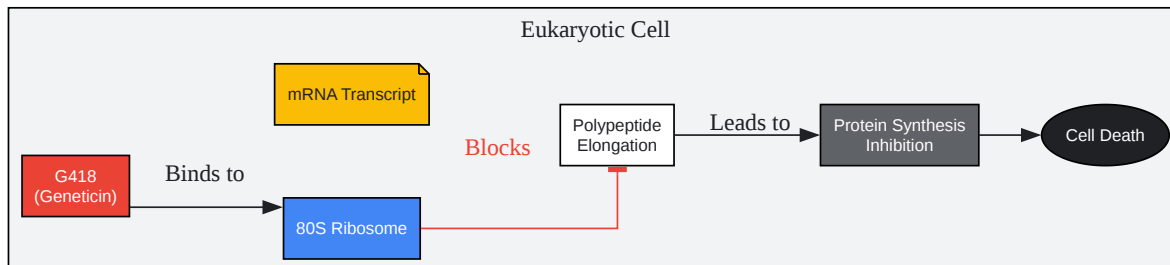 Eukaryotic Cell
mRNA Transcript
G418
(Geneticin)
Binds to
80S Ribosome
Blocks
Polypeptide
Elongation
Leads to
Protein Synthesis
Inhibition
Cell Death